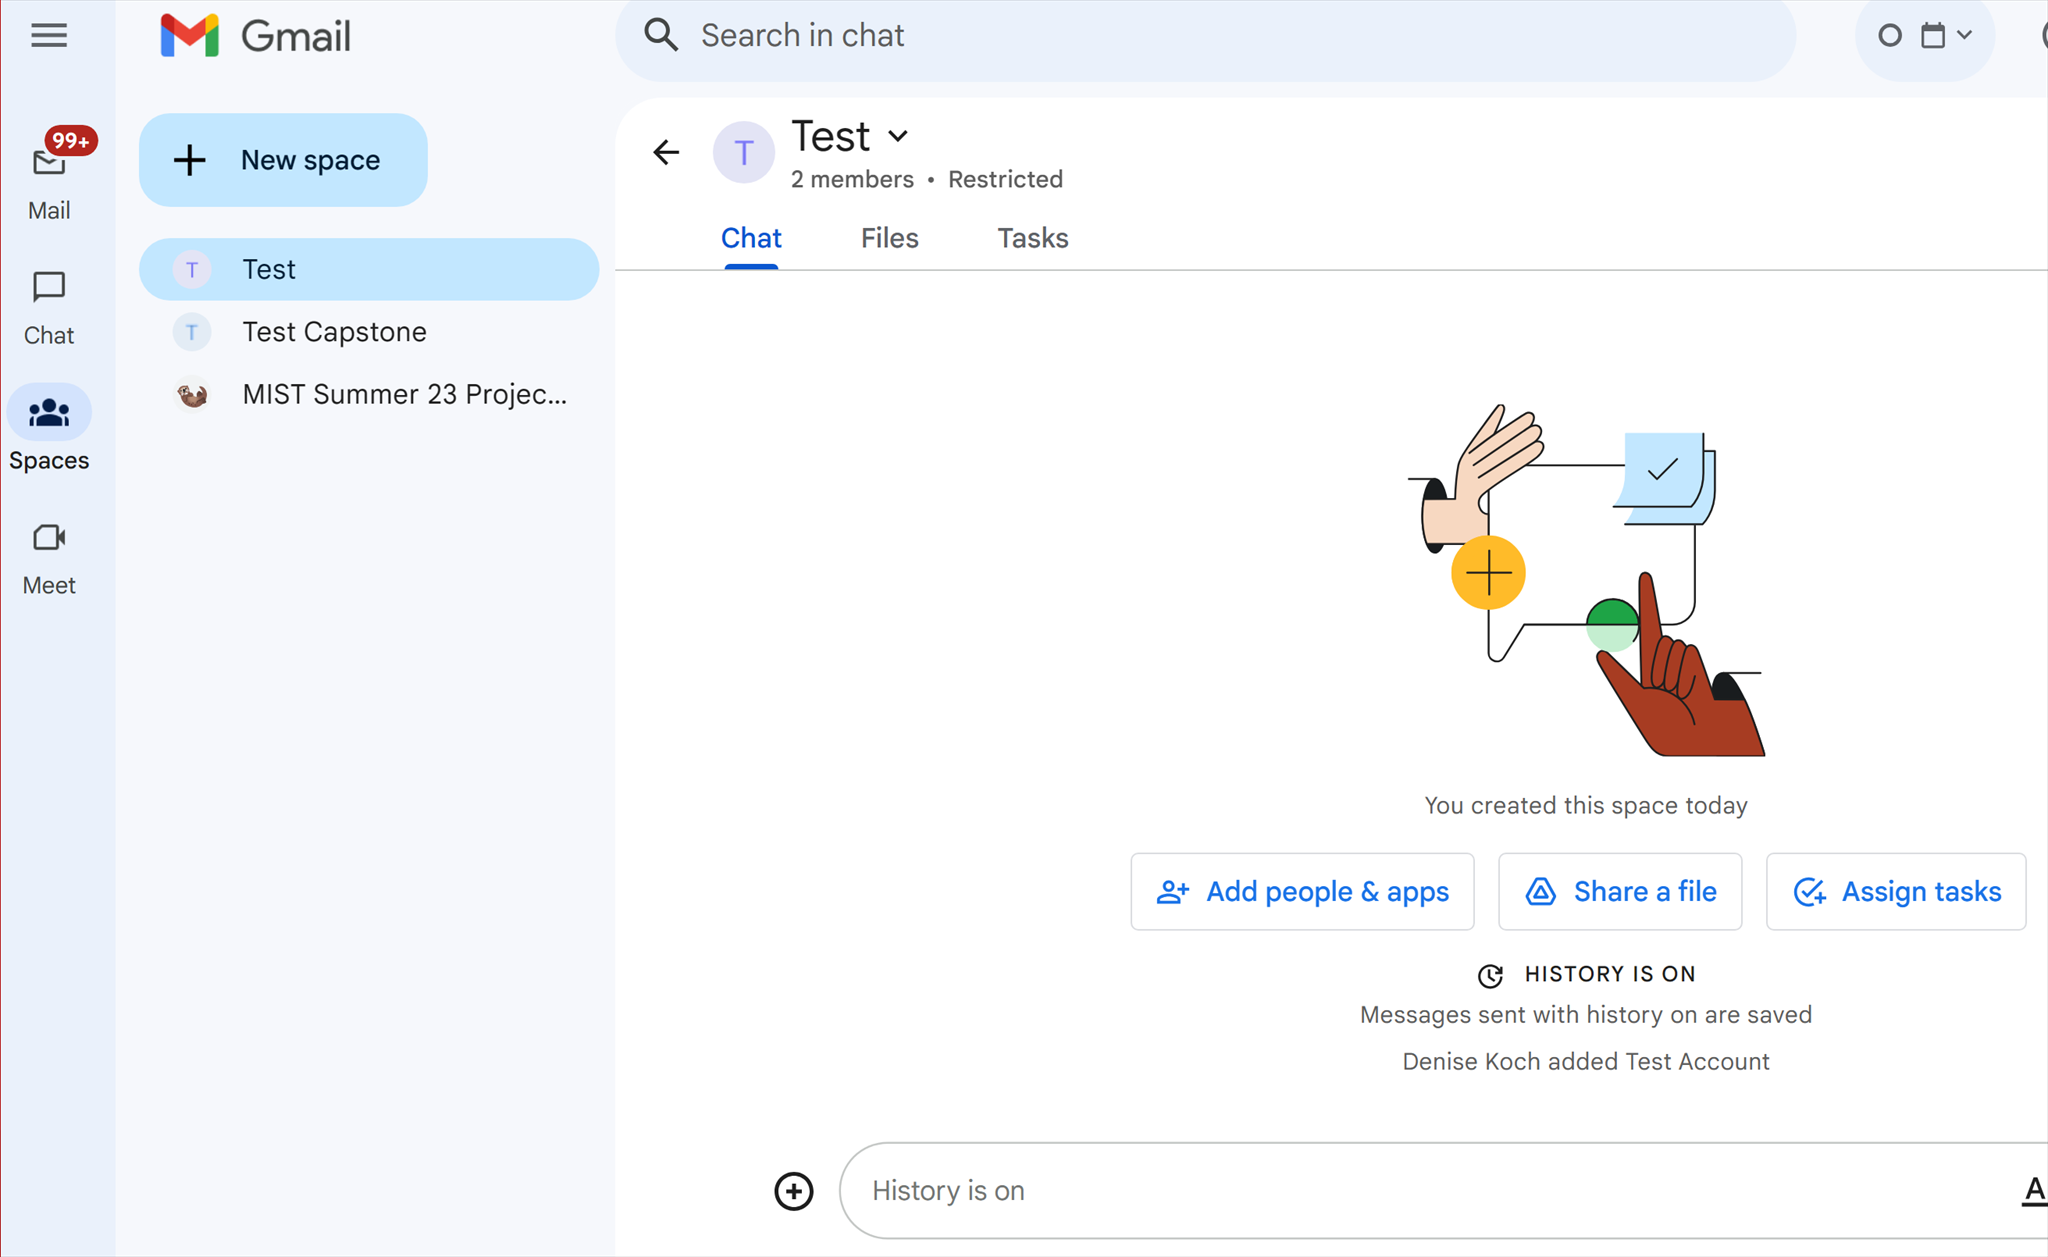 Gmail
Search in chat
99+
Mail
Chat
Spaces
Meet
New space
T Test
T Test Capstone
MIST Summer 23 Projec...
T
Test
2 members • Restricted
Chat Files Tasks
You created this space today
Add people & apps
Share a file
Assign tasks
HISTORY IS ON
Messages sent with history on are saved
Denise Koch added Test Account
History is on
A